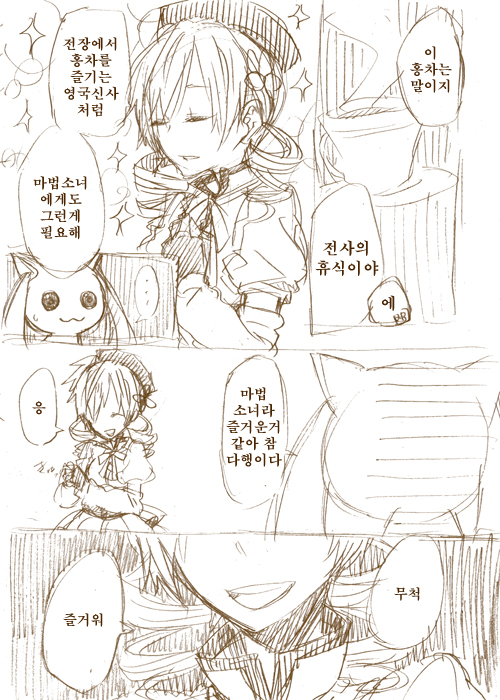 이
홍차는
말이지
전사의
휴식이야
에
전장에서
홍차를
즐기는
영국신사
처럼
마법소녀
에게도
그런게
필요해
...
마법
소녀라
즐거운거
같아 참
다행이다
응
무척
즐거워